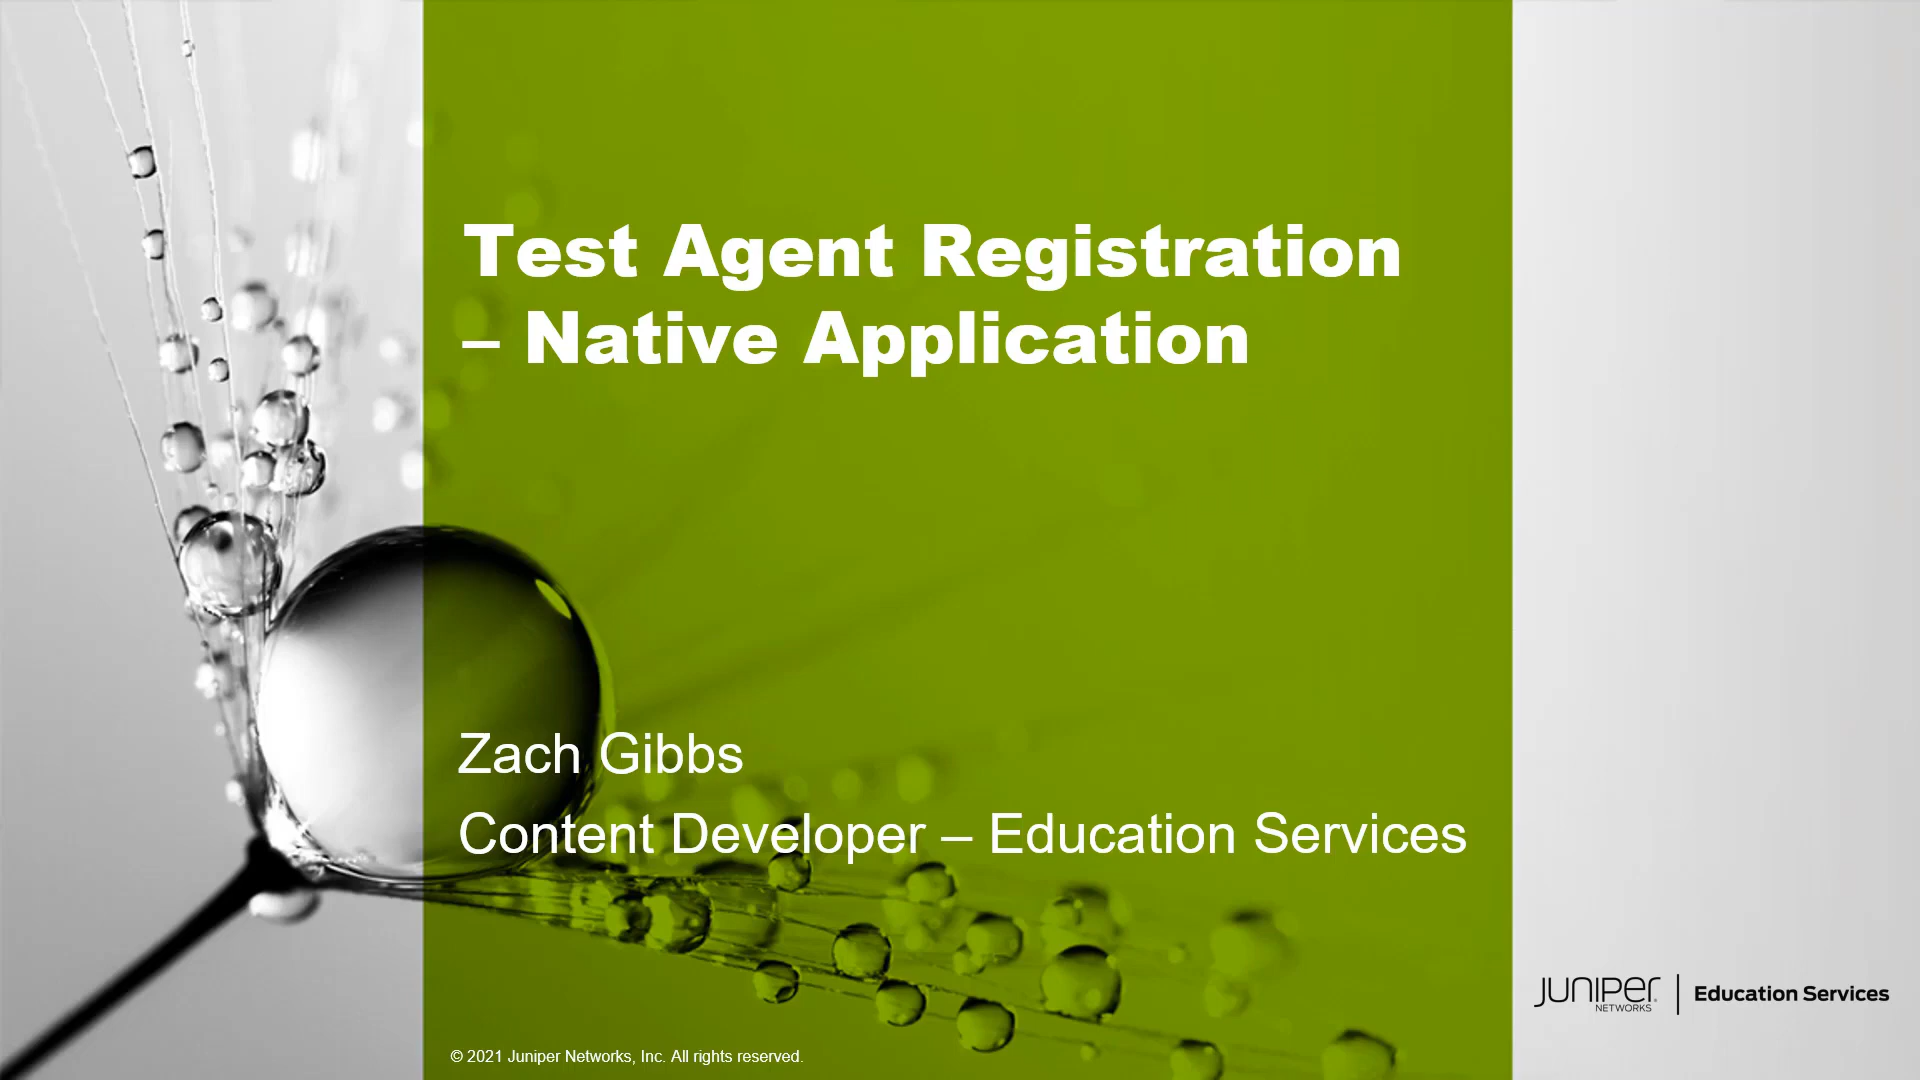 Test Agent Registration
– Native Application
Zach Gibbs
Content Developer – Education Services
JUNIPER
NETWORKS
Education Services
© 2021 Juniper Networks, Inc. All rights reserved.